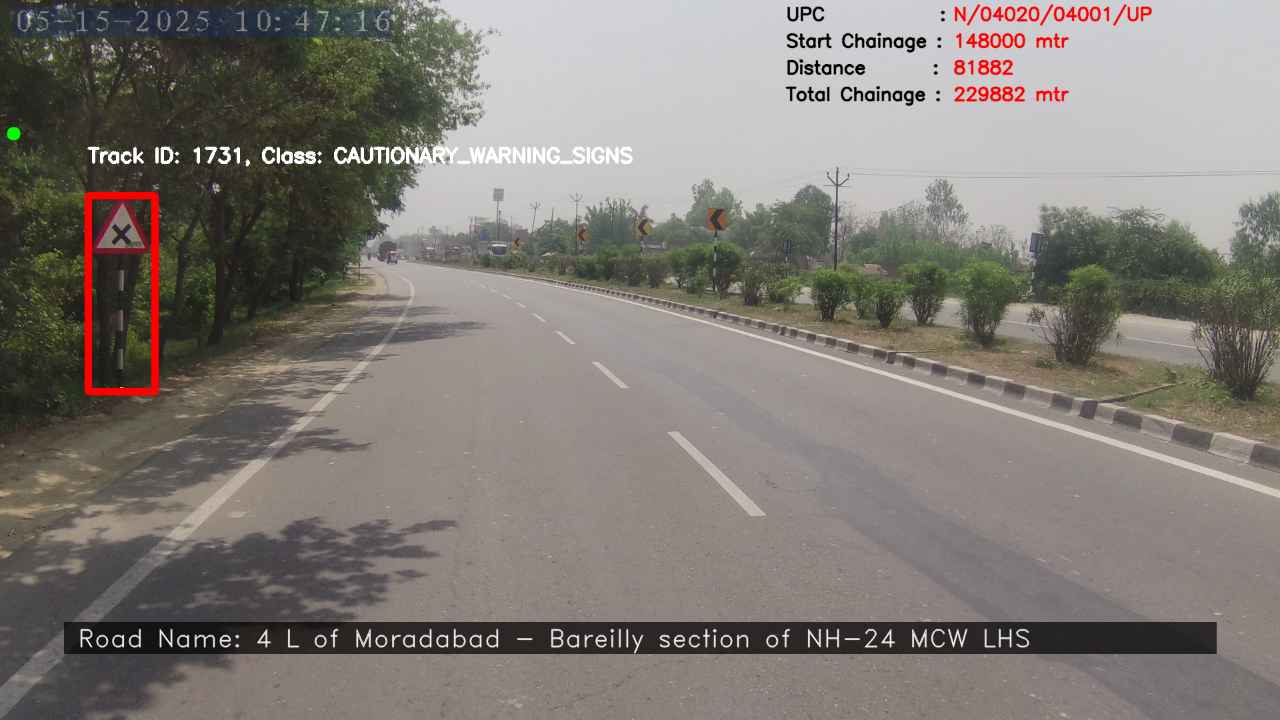 05-15-2025 10:47:16
UPC : N/04020/04001/UP
Start Chainage : 148000 mtr
Distance : 81882
Total Chainage : 229882 mtr
Track ID: 1731, Class: CAUTIONARY_WARNING_SIGNS
Road Name: 4 L of Moradabad - Bareilly section of NH-24 MCW LHS